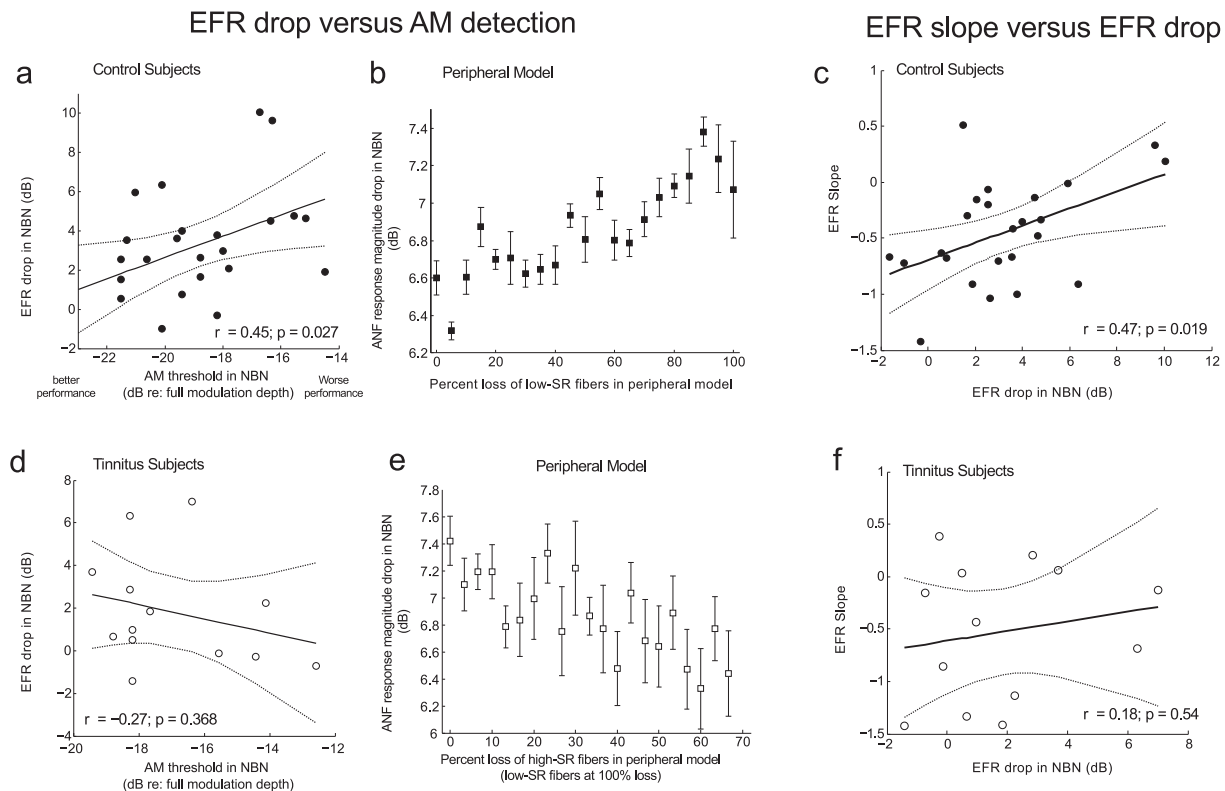 EFR drop versus AM detection
EFR slope versus EFR drop
a
Control Subjects
EFR drop in NBN (dB)
10
8
6
4
2
0
−2
−22
−20
−18
−16
−14
r = 0.45; p = 0.027
better
performance
AM threshold in NBN
(dB re: full modulation depth)
Worse
performance
b
Peripheral Model
ANF response magnitude drop in NBN
(dB)
7.4
7.2
7
6.8
6.6
6.4
6.2
0
20
40
60
80
100
Percent loss of low-SR fibers in peripheral model
c
Control Subjects
EFR Slope
1
0.5
0
−0.5
−1
−1.5
−2
0
2
4
6
8
10
12
r = 0.47; p = 0.019
EFR drop in NBN (dB)
d
Tinnitus Subjects
EFR drop in NBN (dB)
8
6
4
2
0
−2
4
−20
−18
−16
−14
−12
r = −0.27; p = 0.368
AM threshold in NBN
(dB re: full modulation depth)
e
Peripheral Model
ANF response magnitude drop in NBN
(dB)
7.8
7.6
7.4
7.2
7
6.8
6.6
6.4
6.2
6
0
10
20
30
40
50
60
70
Percent loss of high-SR fibers in peripheral model
(low-SR fibers at 100% loss)
f
Tinnitus Subjects
EFR Slope
1
0.5
0
−0.5
−1
−1.5
−2
0
2
4
6
8
r = 0.18; p = 0.54
EFR drop in NBN (dB)